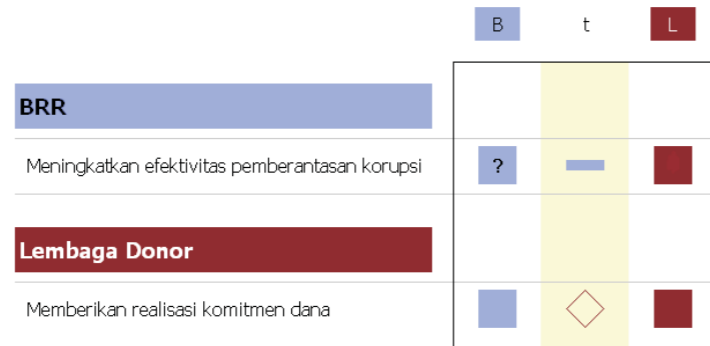 B t L
BRR
Meningkatkan efektivitas pemberantasan korupsi ?
Lembaga Donor
Memberikan realisasi komitmen dana